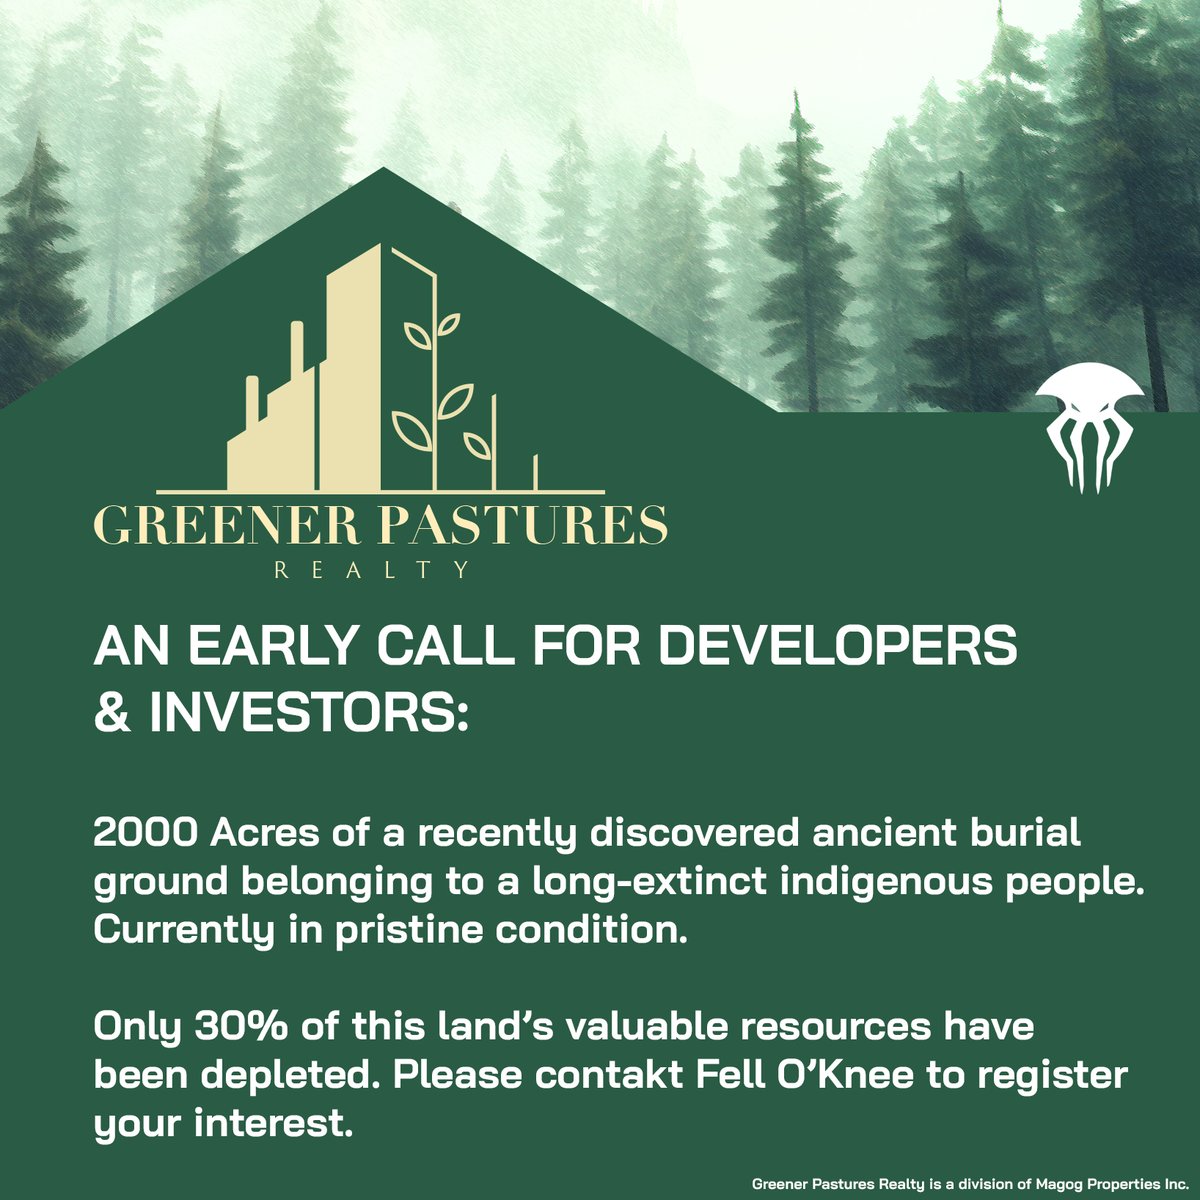 GREENER PASTURES
REALTY
AN EARLY CALL FOR DEVELOPERS
& INVESTORS:
2000 Acres of a recently discovered ancient burial
ground belonging to a long-extinct indigenous people.
Currently in pristine condition.
Only 30% of this land’s valuable resources have
been depleted. Please contakt Fell O’Knee to register
your interest.
Greener Pastures Realty is a division of Magog Properties Inc.